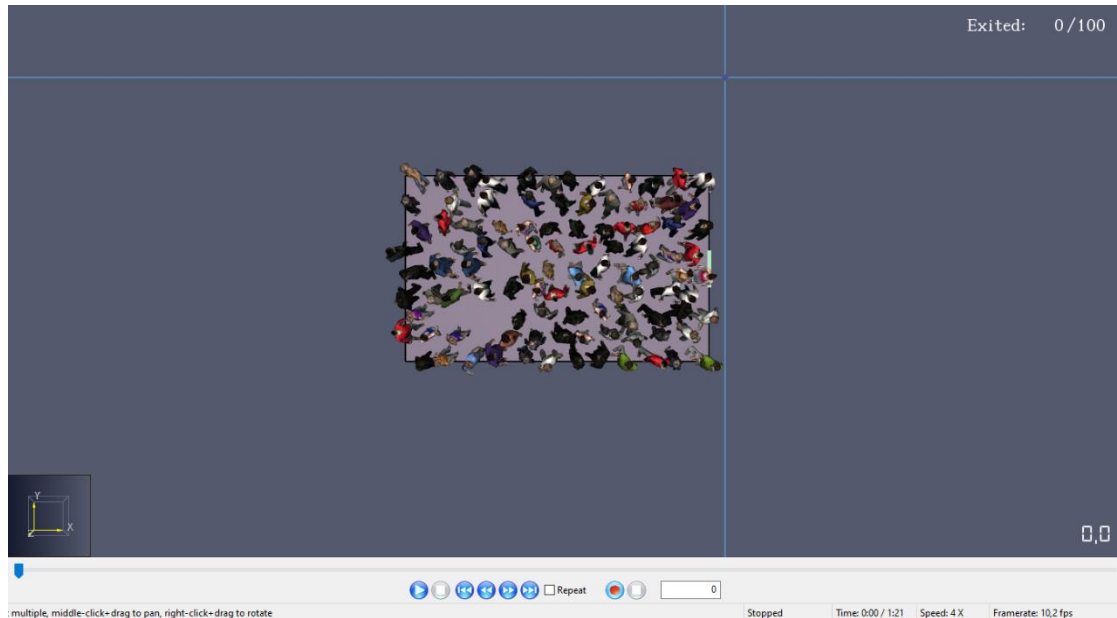 Exited: 0/100
Y
X
Z
0,0
Repeat
0
: multiple, middle-click+drag to pan, right-click+drag to rotate
Stopped
Time: 0:00 / 1:21
Speed: 4 X
Framerate: 10,2 fps